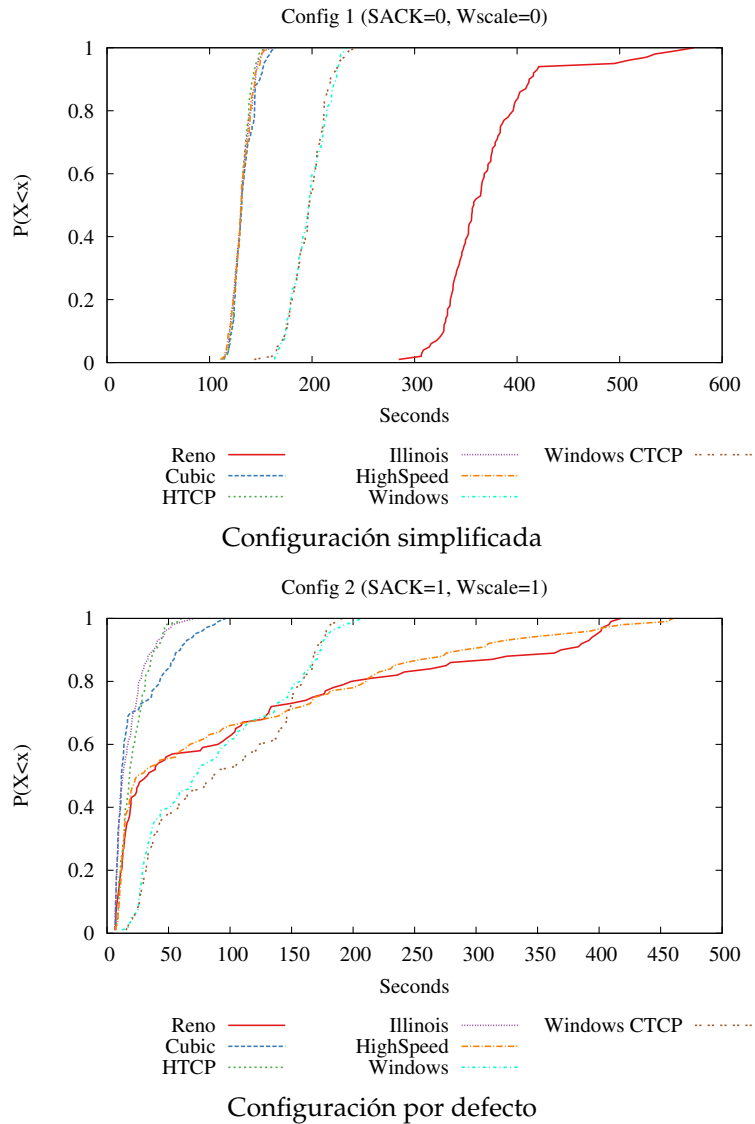 Config 1 (SACK=0, Wscale=0)
1
0.8
0.6
0.4
0.2
0
P(X<x)
0 100 200 300 400 500 600
Seconds
Reno Illinois Windows CTCP
Cubic HighSpeed
HTCP Windows
Configuración simplificada
Config 2 (SACK=1, Wscale=1)
1
0.8
0.6
0.4
0.2
0
P(X<x)
0 50 100 150 200 250 300 350 400 450 500
Seconds
Reno Illinois Windows CTCP
Cubic HighSpeed
HTCP Windows
Configuración por defecto